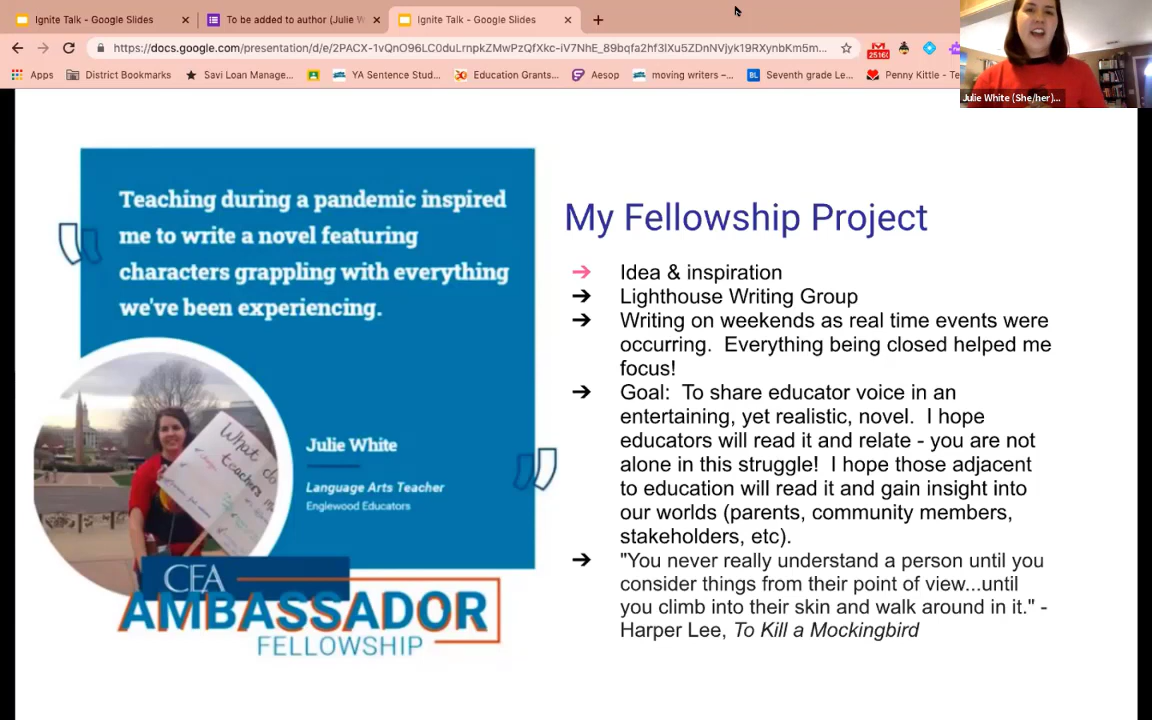 Ignite Talk - Google Slides
To be added to author (Julie W
Ignite Talk - Google Slides
https://docs.google.com/presentation/d/e/2PACX-1vQnO96LC0duLrnpkZMwPzQfXkc-iV7NhE_89bqfa2hf3lXu5ZDnNVjyk19RXynbKm5m...
Apps
District Bookmarks
Savi Loan Manage...
YA Sentence Stud...
Education Grants...
Aesop
moving writers –...
Seventh grade Le...
Penny Kittle - Te
Julie White (She/her)...
Teaching during a pandemic inspired
me to write a novel featuring
characters grappling with everything
we've been experiencing.
Julie White
Language Arts Teacher
Englewood Educators
What do
teachers
CEA
AMBASSADOR
FELLOWSHIP
My Fellowship Project
➔ Idea & inspiration
➔ Lighthouse Writing Group
➔ Writing on weekends as real time events were
occurring. Everything being closed helped me
focus!
➔ Goal: To share educator voice in an
entertaining, yet realistic, novel. I hope
educators will read it and relate - you are not
alone in this struggle! I hope those adjacent
to education will read it and gain insight into
our worlds (parents, community members,
stakeholders, etc).
➔ "You never really understand a person until you
consider things from their point of view...until
you climb into their skin and walk around in it." -
Harper Lee, To Kill a Mockingbird